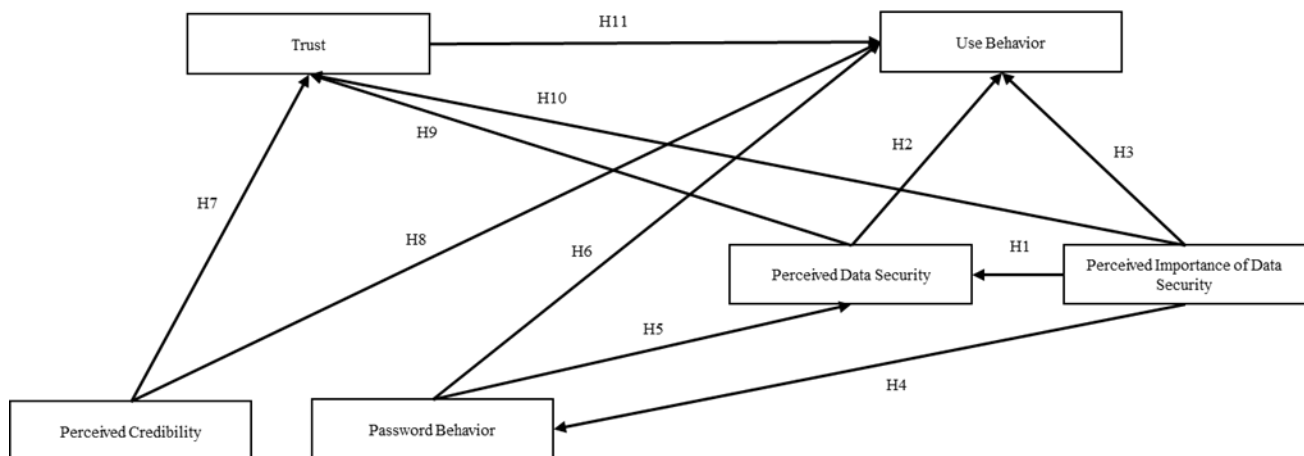 H11
Trust
Use Behavior
H10
H9
H2
H3
H7
H8
H6
H1
Perceived Data Security
Perceived Importance of Data
Security
H5
H4
Perceived Credibility
Password Behavior